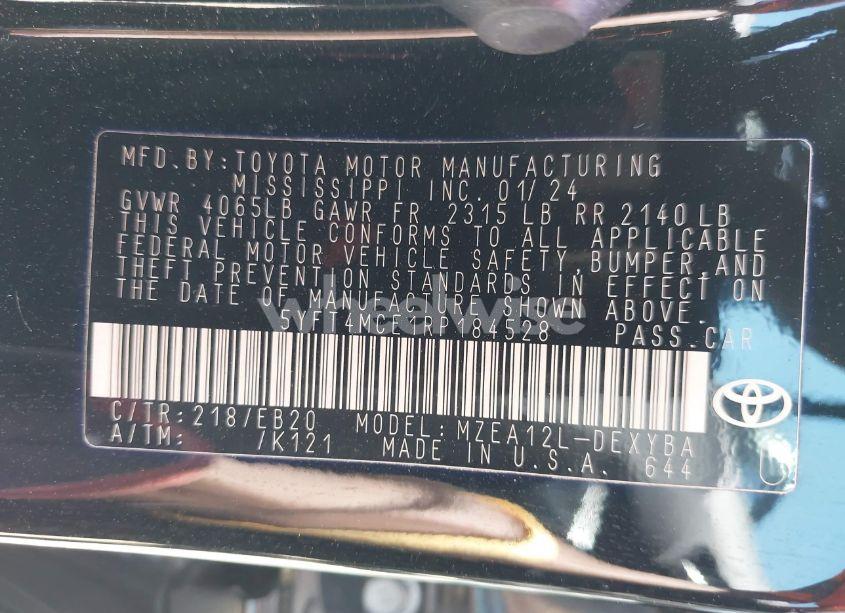 MFD. BY: TOYOTA MOTOR MANUFACTURING
MISSISSIPPI INC. 01/24
GVWR 4065LB GAWR FR 2315 LB RR 2140 LB
THIS VEHICLE CONFORMS TO ALL APPLICABLE
FEDERAL MOTOR VEHICLE SAFETY, BUMPER, AND
THEFT PREVENTION STANDARDS IN EFFECT ON
THE DATE OF MANUFACTURE SHOWN ABOVE.
wheelwise
5YFT4MCE1RP184528 PASS. CAR
C/TR: 218/EB20 MODEL: MZEA12L-DEXYBA
A/TM: /K121 MADE IN U.S.A. 644
U